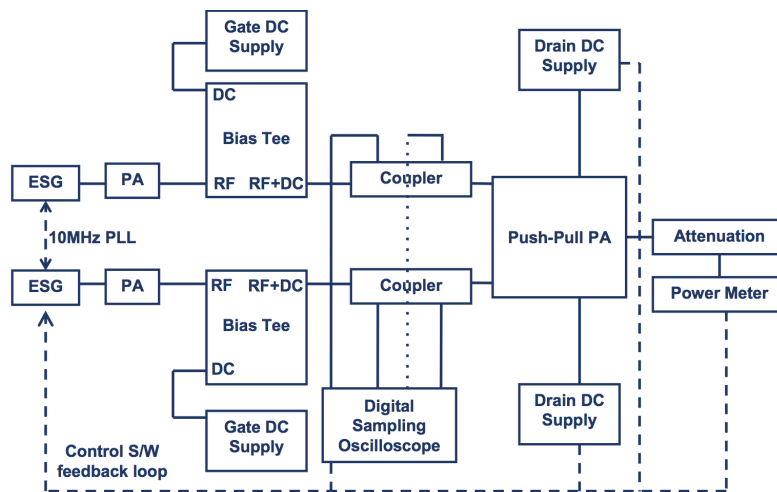 Gate DC
Supply
Drain DC
Supply
DC
Bias Tee
ESG
PA
RF
RF+DC
Coupler
10MHz PLL
Push-Pull PA
Attenuation
ESG
PA
RF
RF+DC
Coupler
Power Meter
Bias Tee
DC
Gate DC
Supply
Digital
Sampling
Oscilloscope
Drain DC
Supply
Control S/W
feedback loop